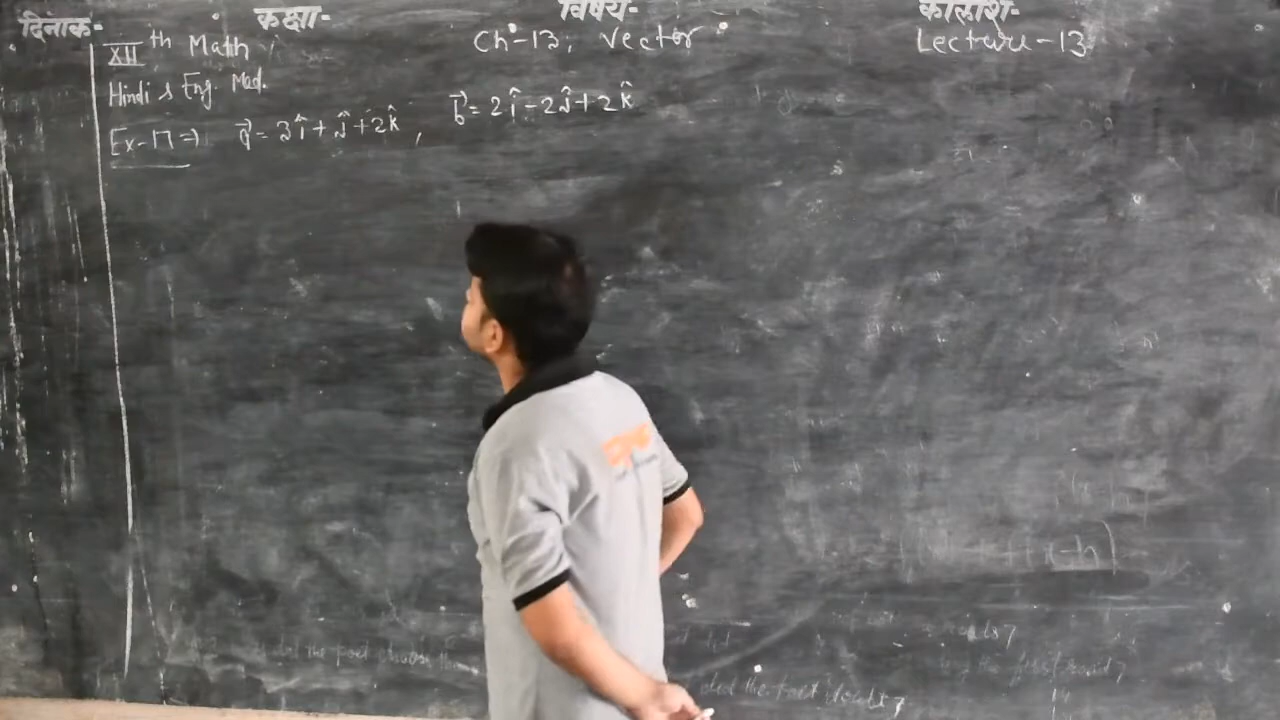 दिनांक- कक्षा- विषय- कालांश-
XII th Math Ch-13, Vector Lecture-13
Hindi & Eng. Med.
Ex-17 ⇒ a⃗ = 3î + ĵ + 2k̂, b⃗ = 2î - 2ĵ + 2k̂